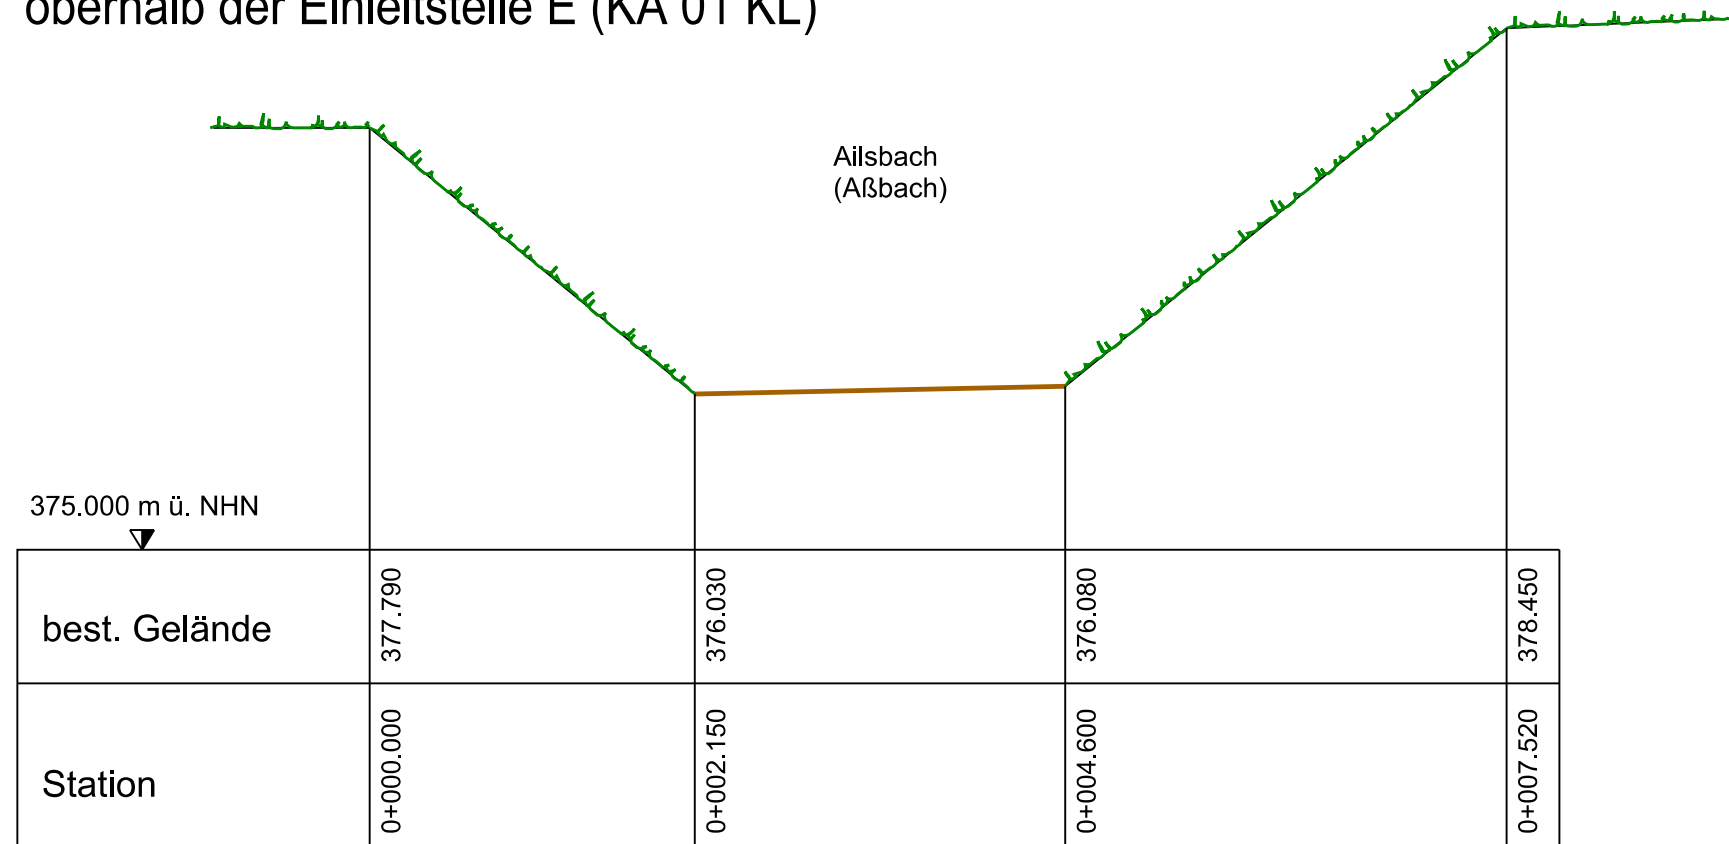 oberhalb der Einleitstelle E (KA 01 KL)
Ailsbach
(Aßbach)
375.000 m ü. NHN
best. Gelände
377.790
376.030
376.080
378.450
Station
0+000.000
0+002.150
0+004.600
0+007.520